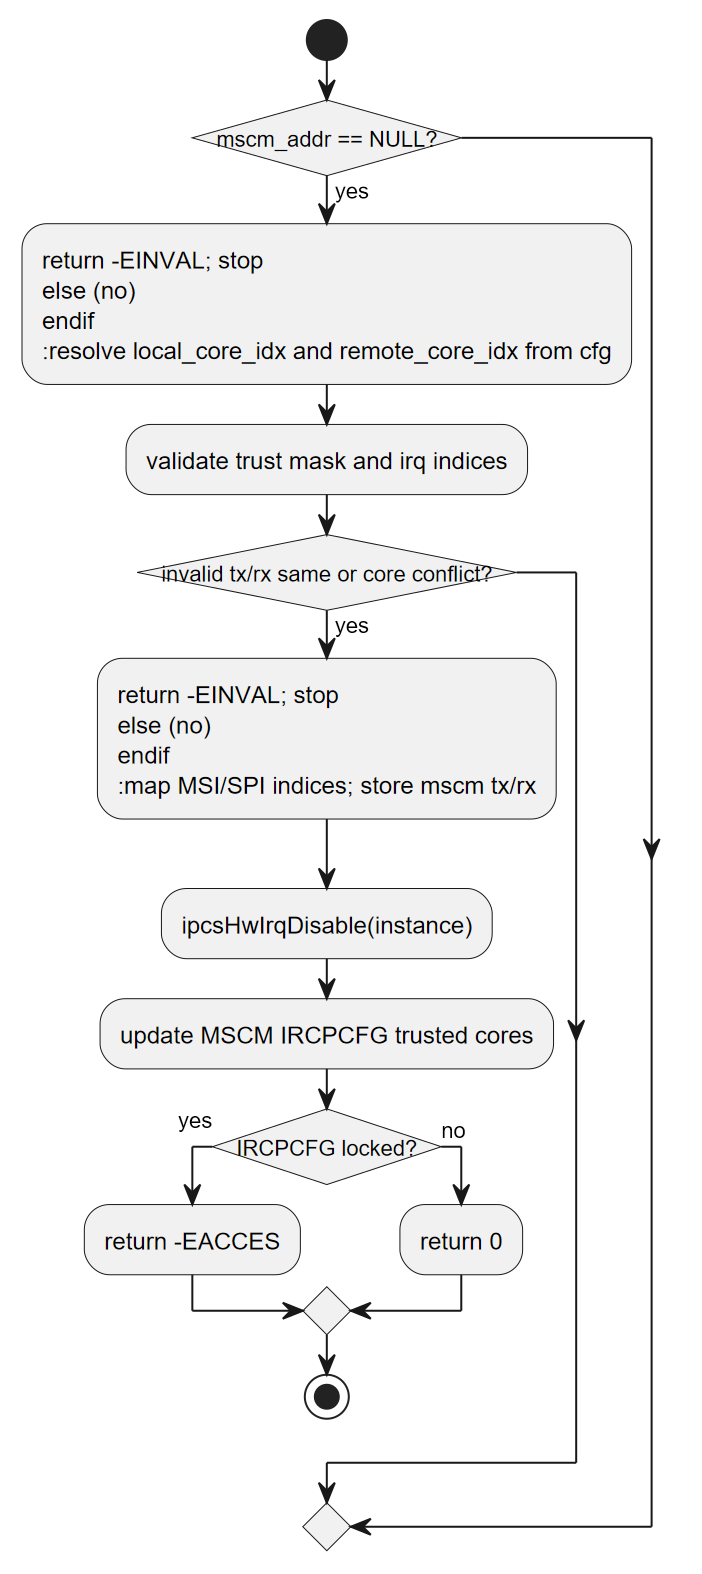 mscm_addr == NULL?
yes
return -EINVAL; stop
else (no)
endif
:resolve local_core_idx and remote_core_idx from cfg
validate trust mask and irq indices
invalid tx/rx same or core conflict?
yes
return -EINVAL; stop
else (no)
endif
:map MSI/SPI indices; store mscm tx/rx
ipcsHwIrqDisable(instance)
update MSCM IRCPCFG trusted cores
yes
IRCPCFG locked?
no
return -EACCES
return 0